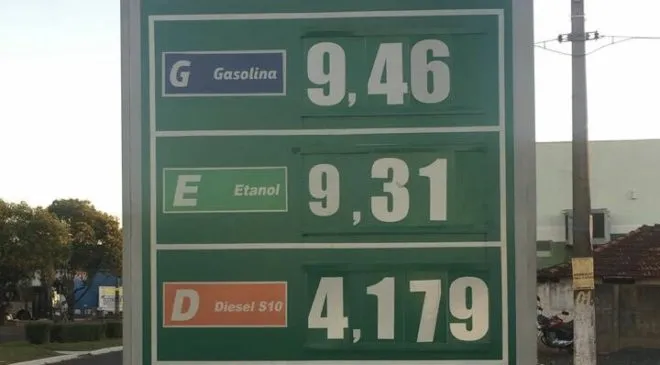 G Gasolina 9,46
E Etanol 9,31
D Diesel S10 4,179